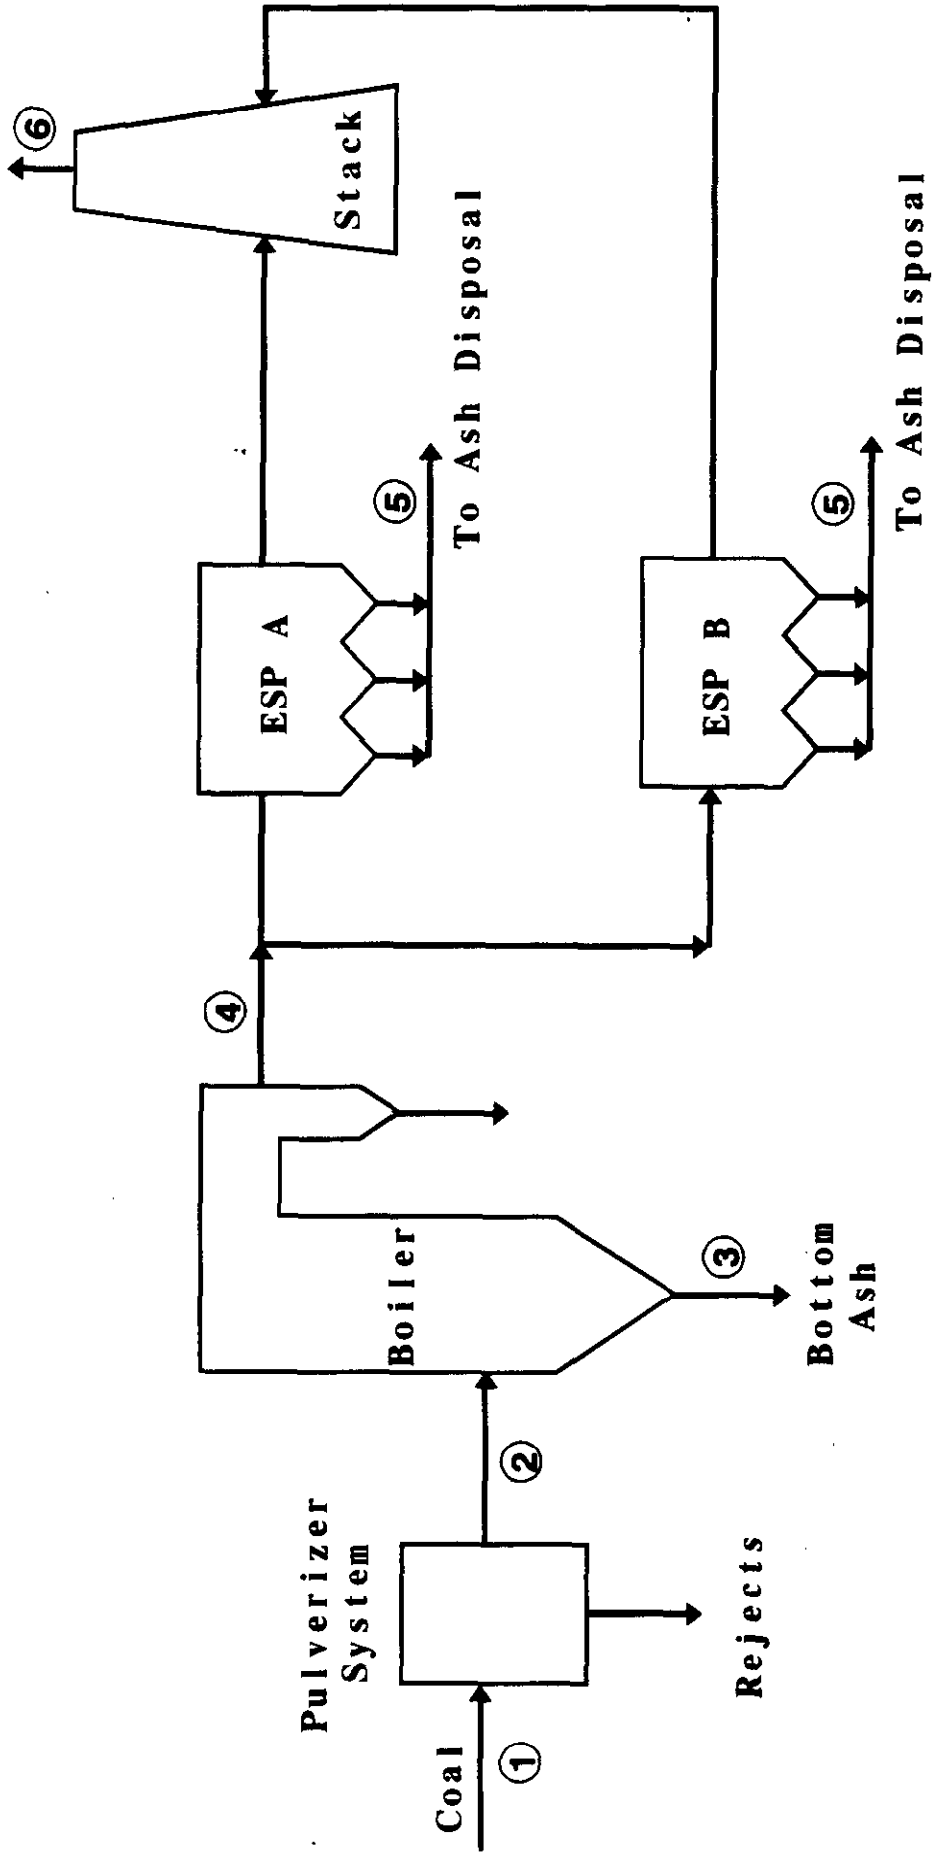 Coal
①
Pulverizer
System
Rejects
②
Boiler
③
Bottom
Ash
④
ESP A
⑤
To Ash Disposal
ESP B
⑤
To Ash Disposal
Stack
⑥